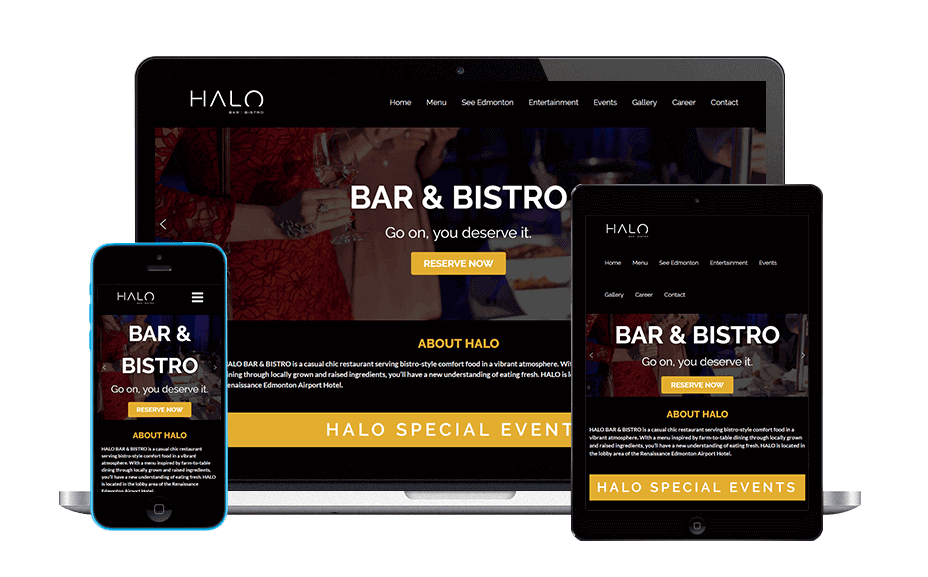 HALO
BAR | BISTRO
Home Menu See Edmonton Entertainment Events Gallery Career Contact
BAR & BISTRO
Go on, you deserve it.
RESERVE NOW
ABOUT HALO
HALO BAR & BISTRO is a casual chic restaurant serving bistro-style comfort food in a vibrant atmosphere. With
dining through locally grown and raised ingredients, you'll have a new understanding of eating fresh. HALO is lo
Renaissance Edmonton Airport Hotel.
HALO SPECIAL EVENT
HALO
BAR | BISTRO
BAR &
BISTRO
Go on, you deserve it.
RESERVE NOW
ABOUT HALO
HALO BAR & BISTRO is a casual chic restaurant
serving bistro-style comfort food in a vibrant
atmosphere. With a menu inspired by farm-to-table
dining through locally grown and raised ingredients,
you'll have a new understanding of eating fresh. HALO
is located in the lobby area of the Renaissance
Edmonton Airport Hotel.
HALO
BAR | BISTRO
Home Menu See Edmonton Entertainment Events
Gallery Career Contact
BAR & BISTRO
Go on, you deserve it.
RESERVE NOW
ABOUT HALO
HALO BAR & BISTRO is a casual chic restaurant serving bistro-style comfort food in a
vibrant atmosphere. With a menu inspired by farm-to-table dining through locally grown
and raised ingredients, you'll have a new understanding of eating fresh. HALO is located in
the lobby area of the Renaissance Edmonton Airport Hotel.
HALO SPECIAL EVENTS